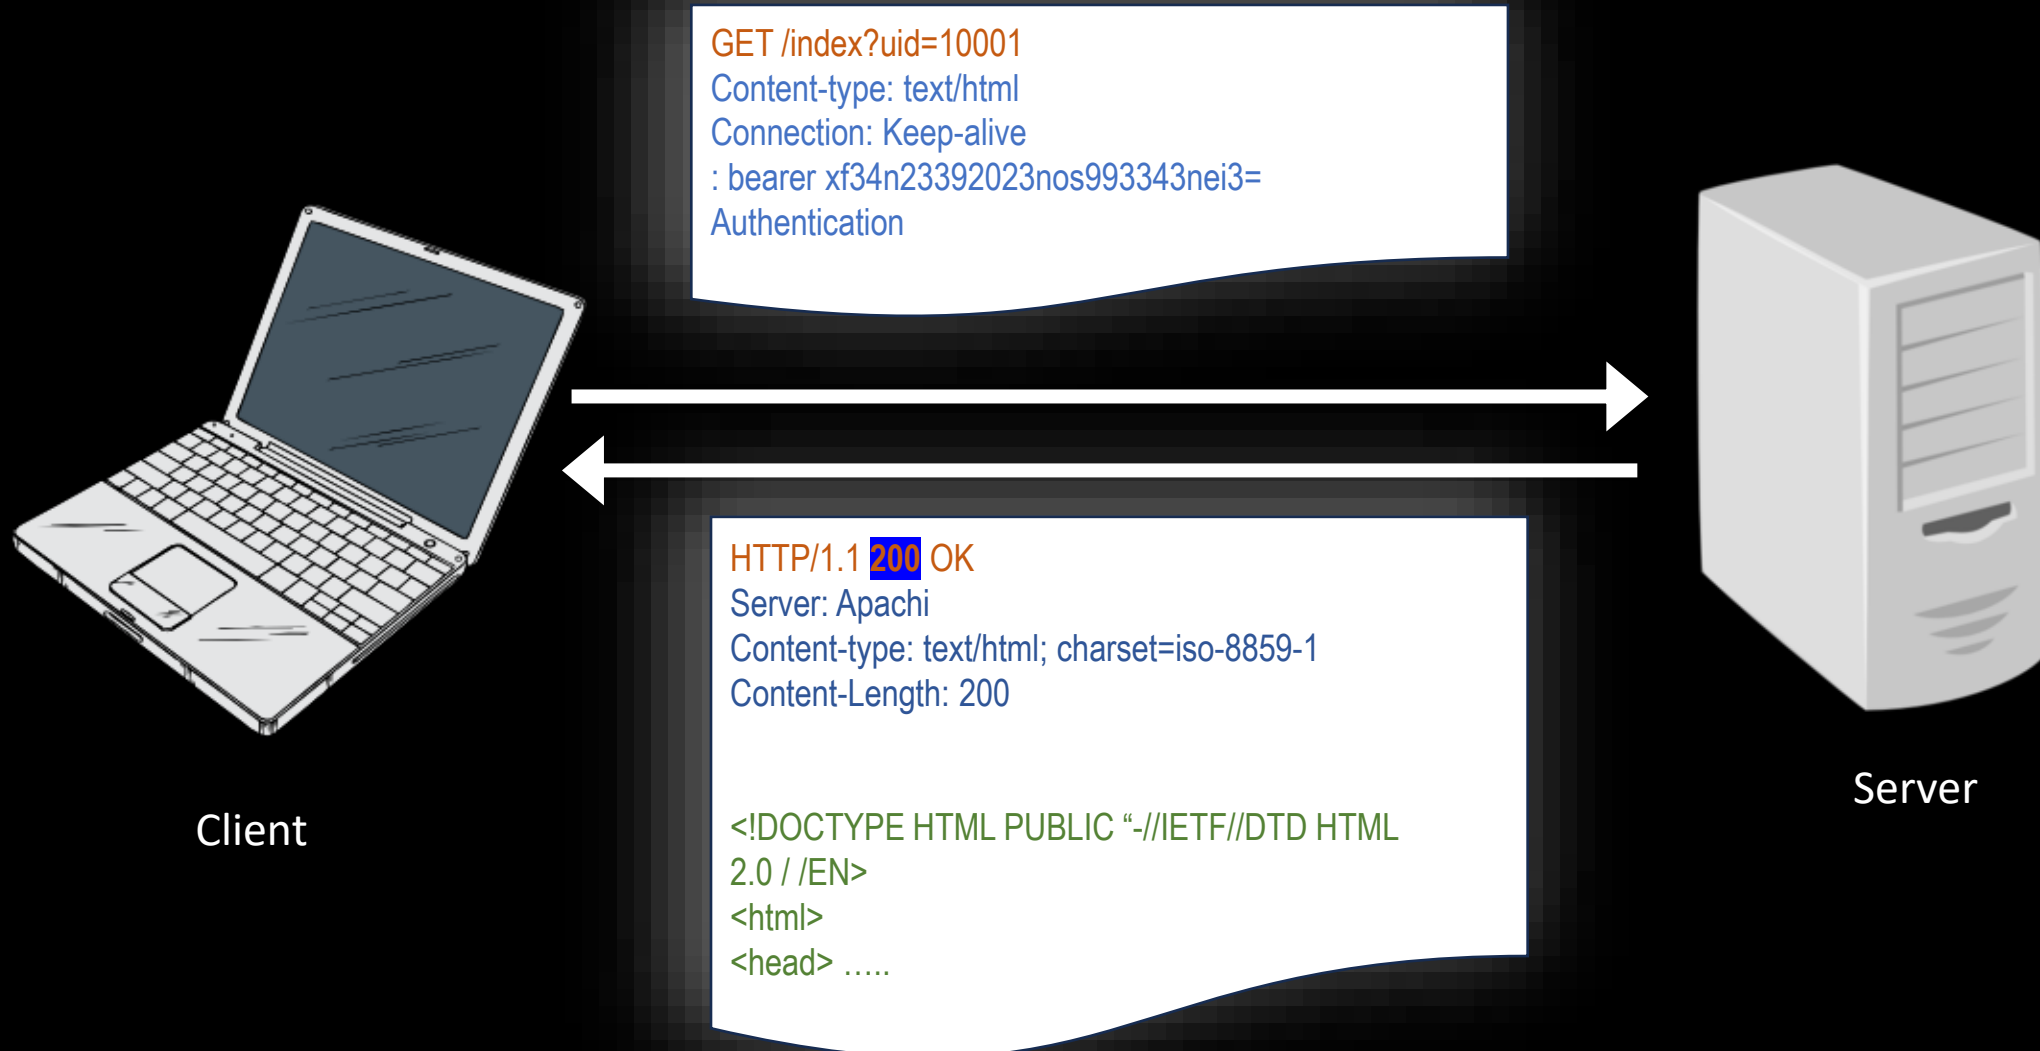 GET /index?uid=10001
Content-type: text/html
Connection: Keep-alive
: bearer xf34n23392023nos993343nei3=
Authentication
HTTP/1.1 200 OK
Server: Apachi
Content-type: text/html; charset=iso-8859-1
Content-Length: 200
<!DOCTYPE HTML PUBLIC “-//IETF//DTD HTML
2.0 / /EN>
<html>
<head> …..
Client
Server